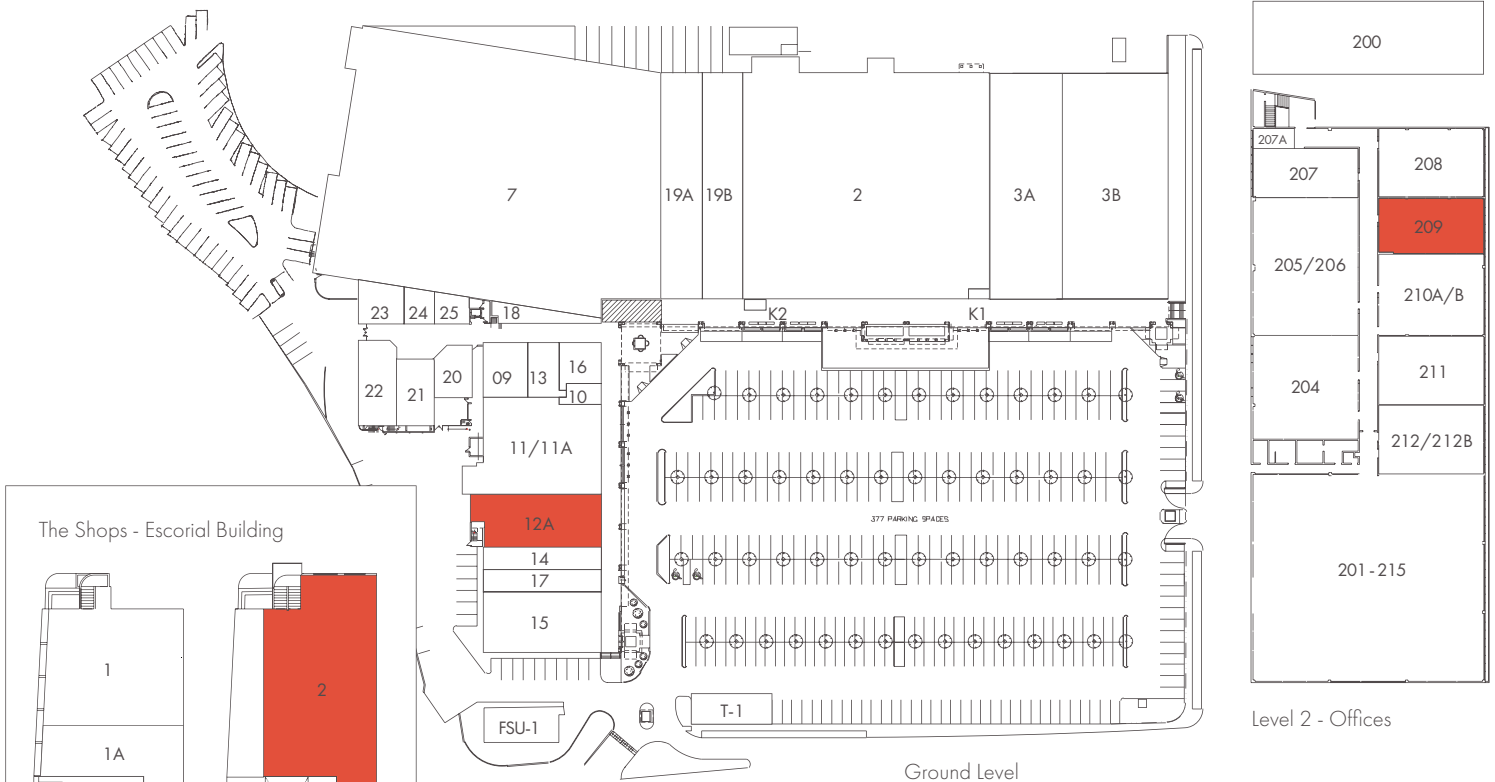 200
207A
207
208
209
205/206
210A/B
204
211
212/212B
201-215
Level 2 - Offices
7
19A
19B
2
3A
3B
23
24
25
18
K2
K1
22
21
20
09
13
16
10
11/11A
12A
14
17
15
377 PARKING SPACES
FSU-1
T-1
Ground Level
The Shops - Escorial Building
1
2
1A